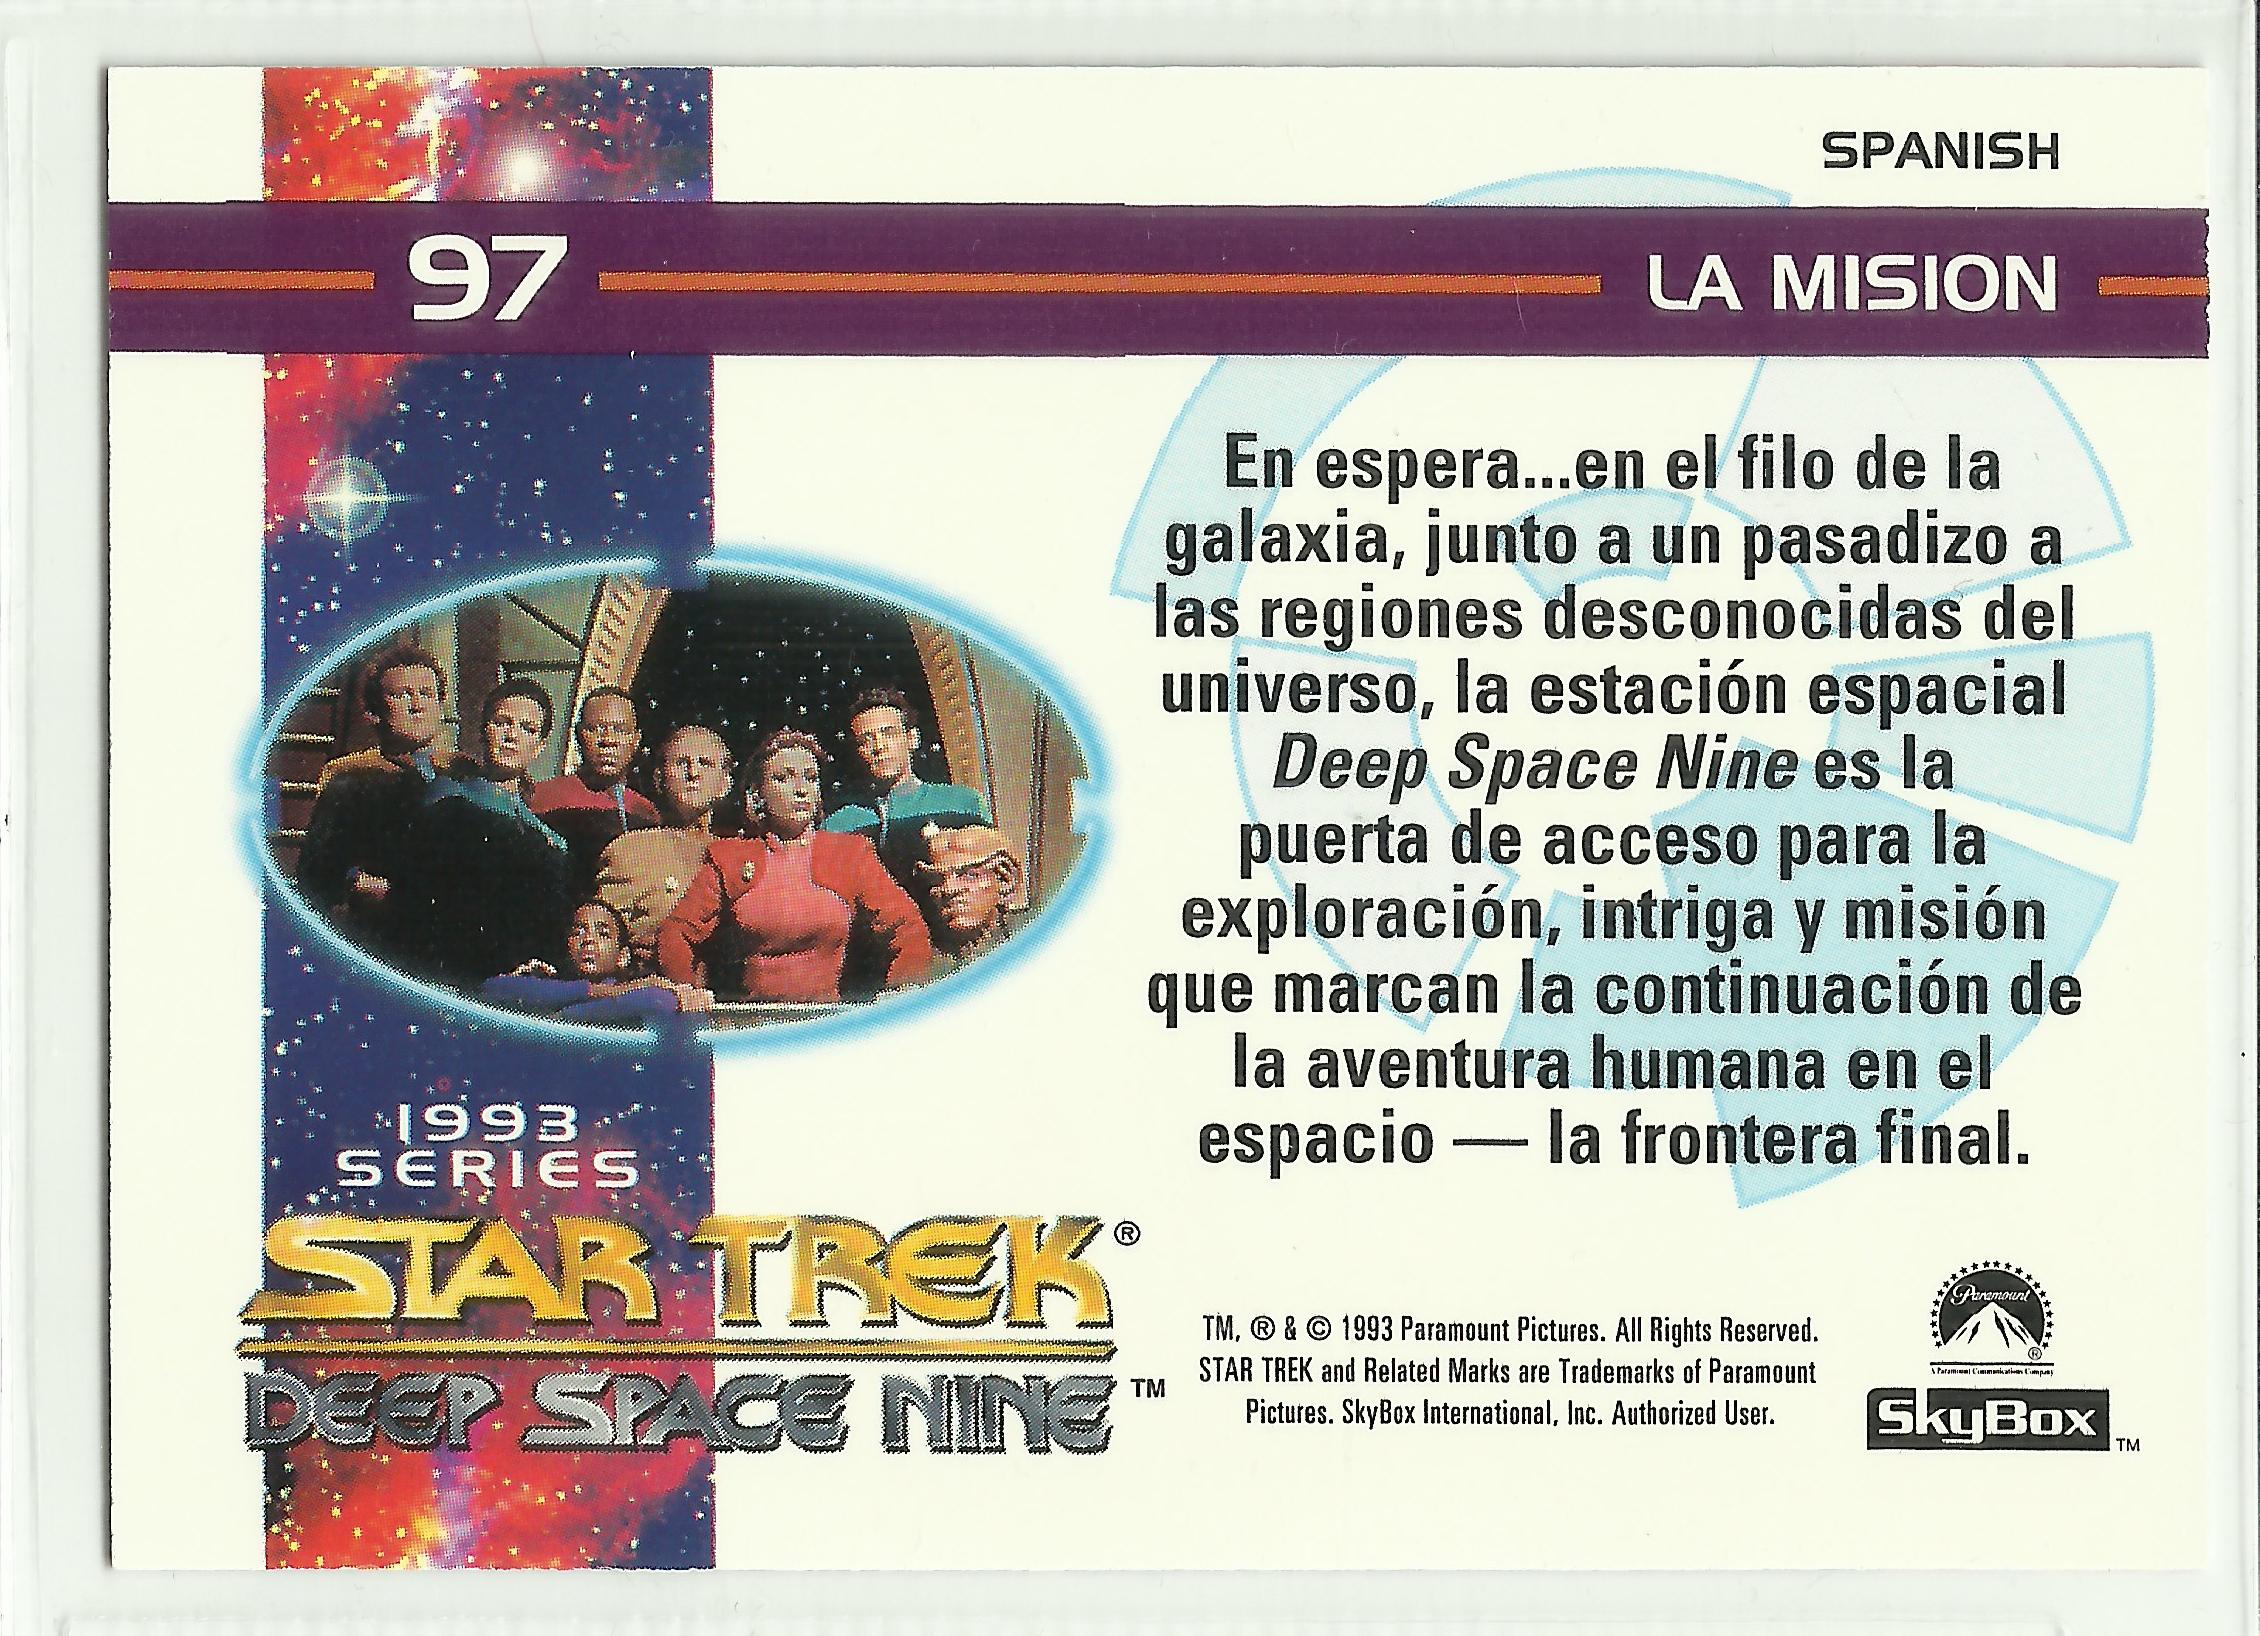 SPANISH
97
LA MISION
En espera...en el filo de la
galaxia, junto a un pasadizo a
las regiones desconocidas del
universo, la estación espacial
Deep Space Nine es la
puerta de acceso para la
exploración, intriga y misión
que marcan la continuación de
la aventura humana en el
espacio — la frontera final.
1993
SERIES
STAR TREK®
DEEP SPACE NINE™
TM, ® & © 1993 Paramount Pictures. All Rights Reserved.
STAR TREK and Related Marks are Trademarks of Paramount
Pictures. SkyBox International, Inc. Authorized User.
Paramount®
A Paramount Communications Company
SkyBox™